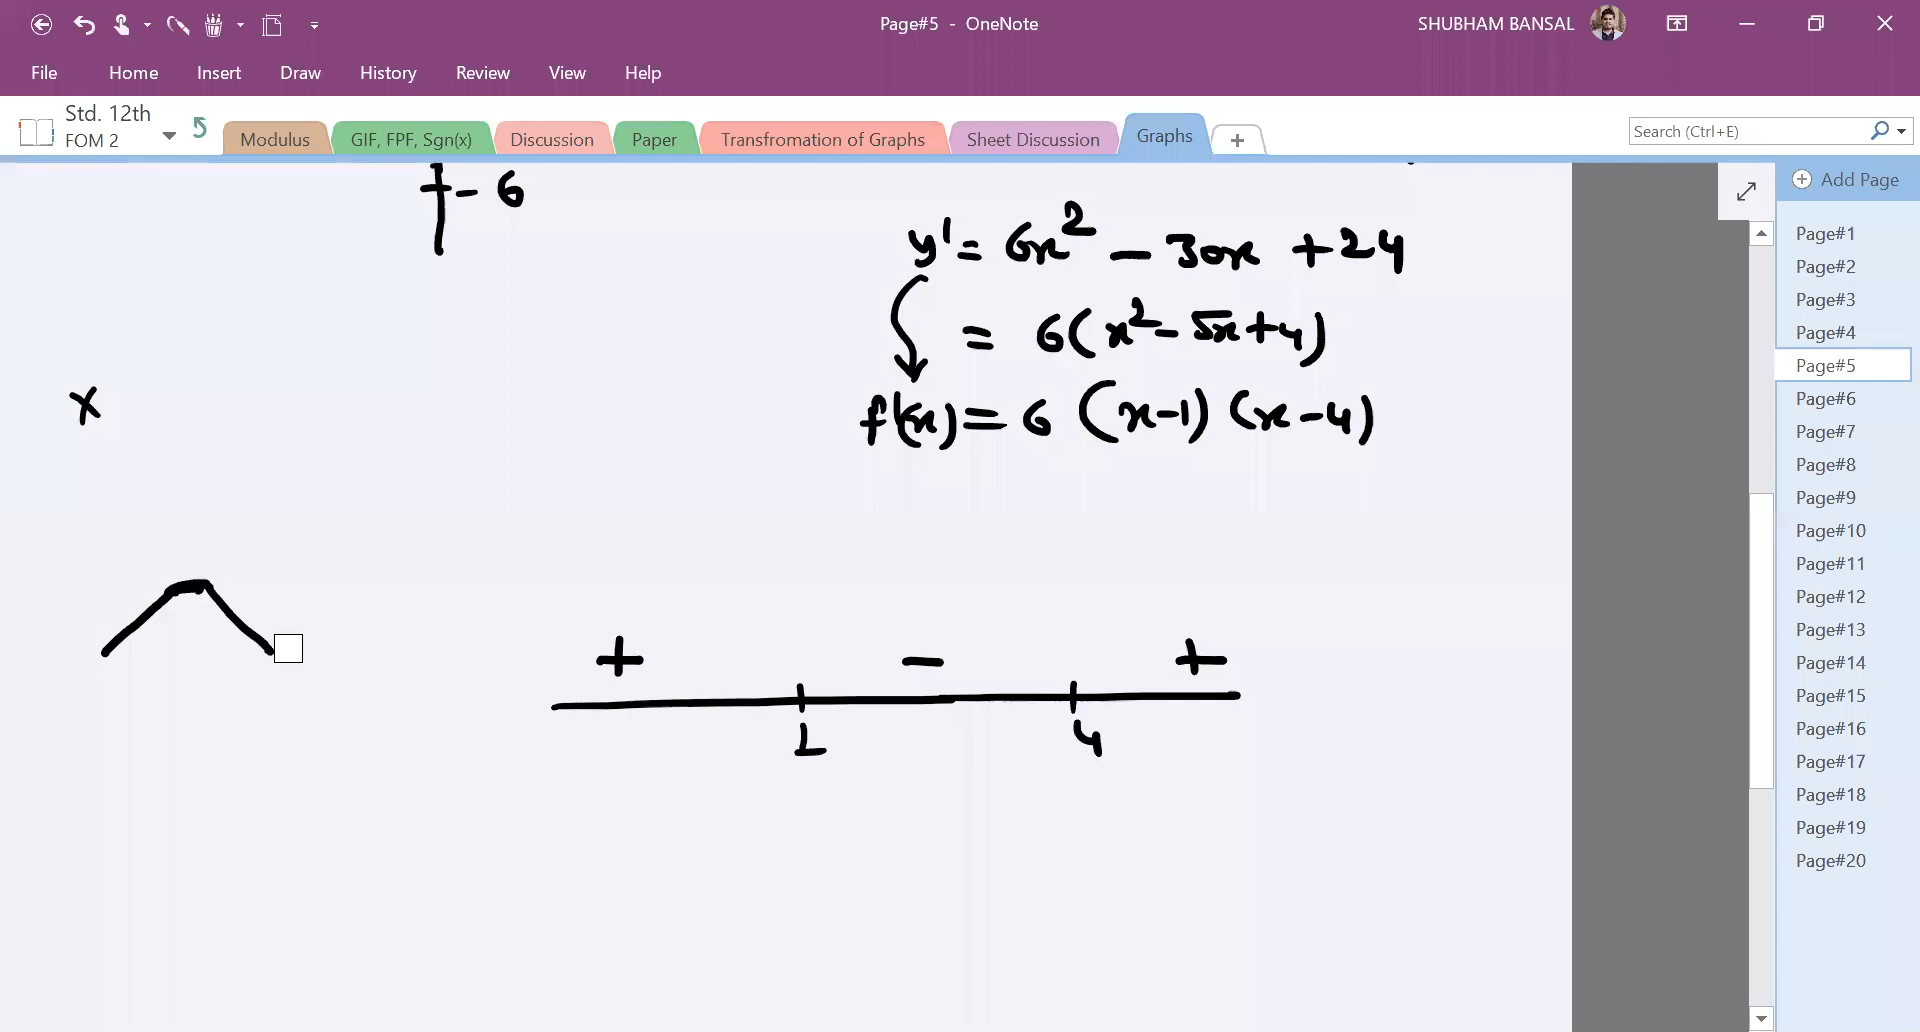 Page#5 - OneNote
SHUBHAM BANSAL
File Home Insert Draw History Review View Help
Std. 12th
FOM 2
Modulus GIF, FPF, Sgn(x) Discussion Paper Transfromation of Graphs Sheet Discussion Graphs +
Search (Ctrl+E)
Add Page
Page#1
Page#2
Page#3
Page#4
Page#5
Page#6
Page#7
Page#8
Page#9
Page#10
Page#11
Page#12
Page#13
Page#14
Page#15
Page#16
Page#17
Page#18
Page#19
Page#20
- 6
y' = 6x² - 30x + 24
= 6(x² - 5x + 4)
x
f'(x) = 6 (x-1) (x-4)
+ - +
1 4